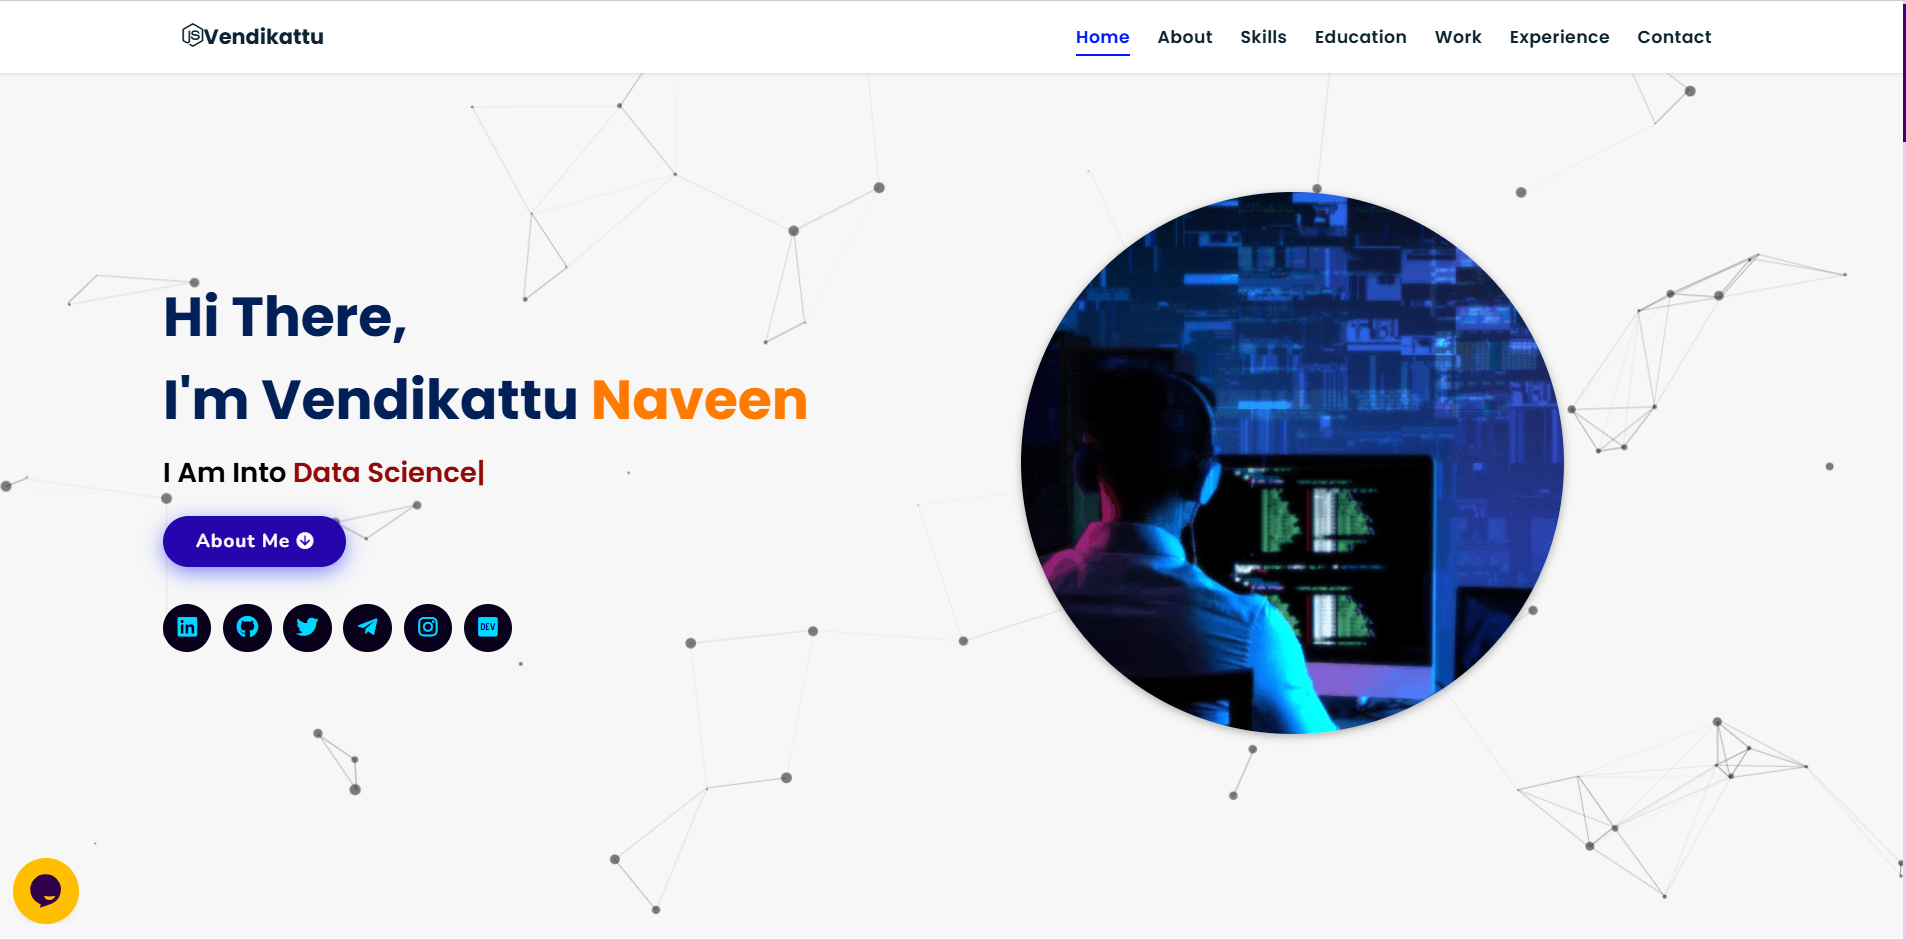 Vendikattu
Home About Skills Education Work Experience Contact
Hi There,
I'm Vendikattu Naveen
I Am Into Data Science|
About Me
in
DEV